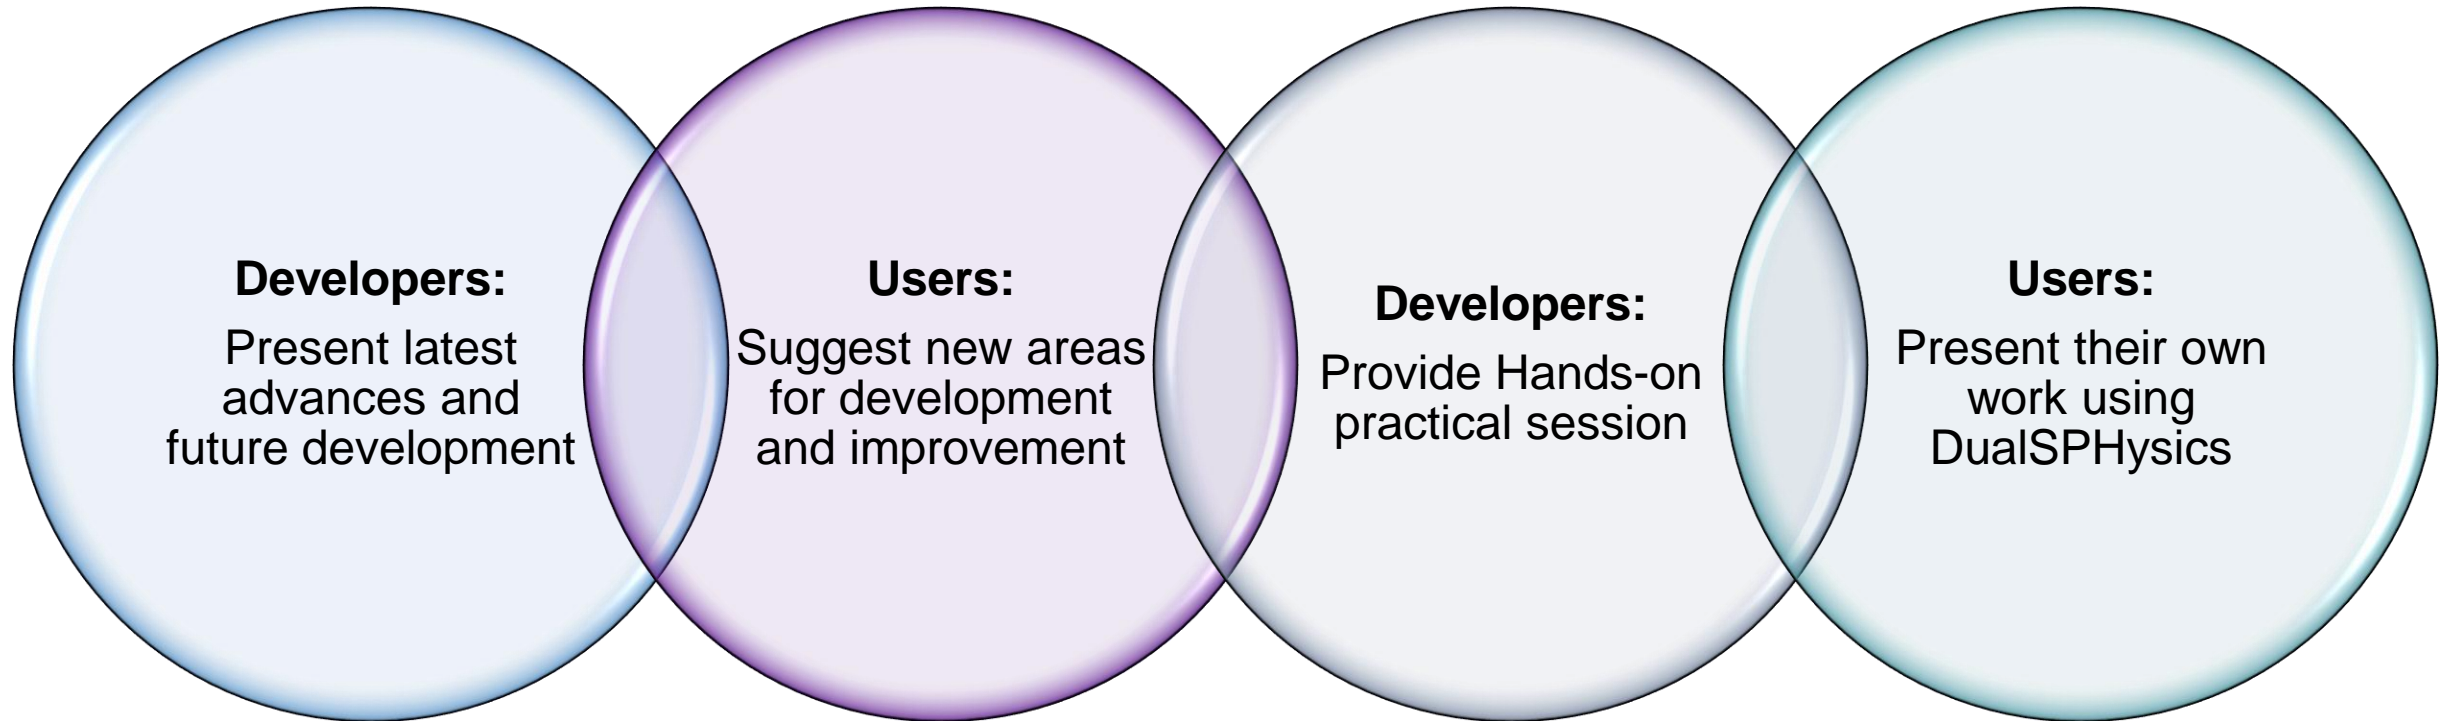 Developers:
Present latest
advances and
future development
Users:
Suggest new areas
for development
and improvement
Developers:
Provide Hands-on
practical session
Users:
Present their own
work using
DualSPHysics